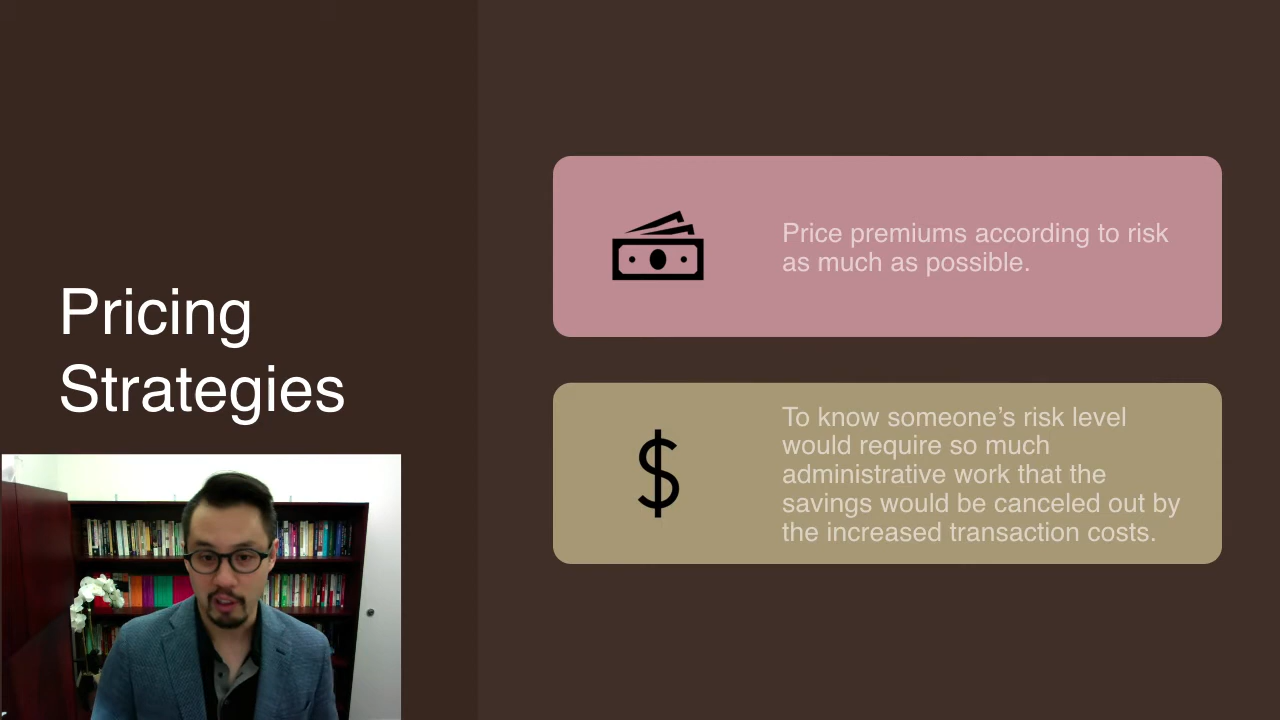 Pricing
Strategies
Price premiums according to risk
as much as possible.
To know someone’s risk level
would require so much
administrative work that the
savings would be canceled out by
the increased transaction costs.